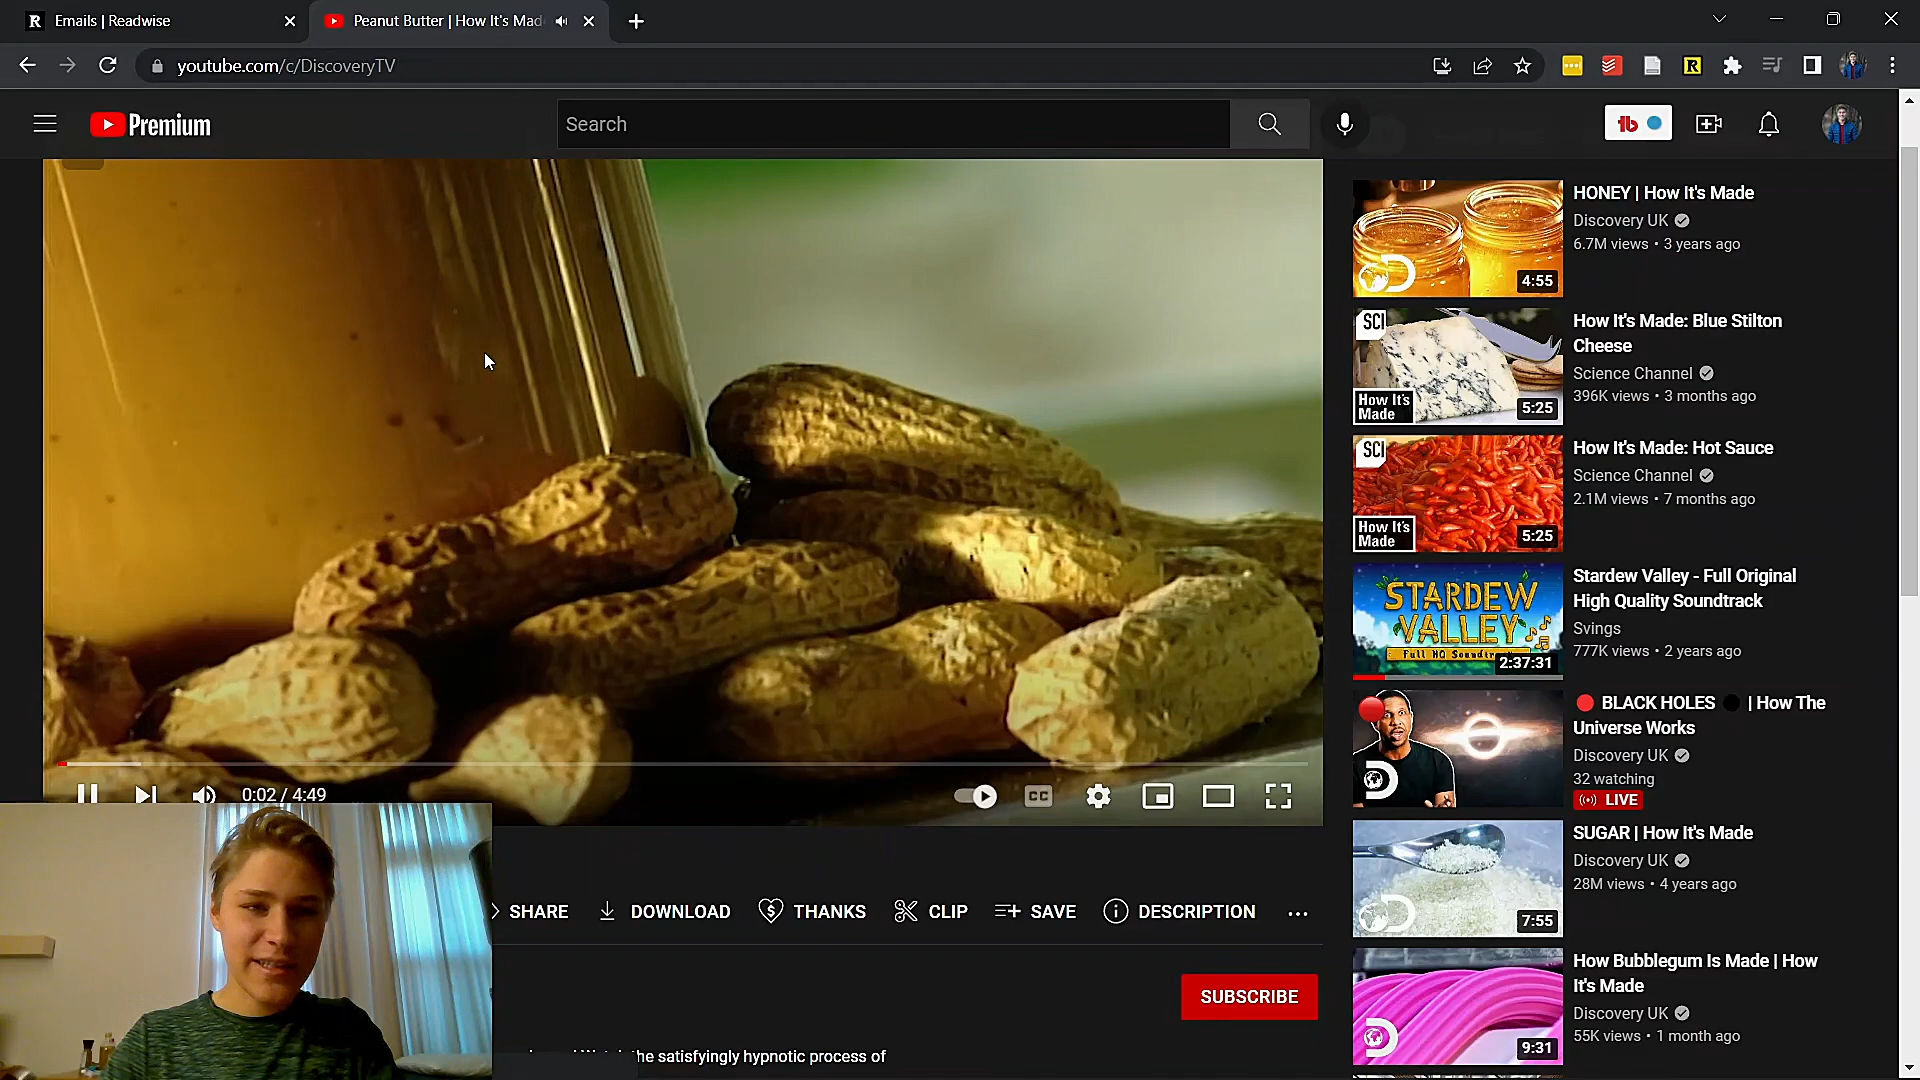 R Emails | Readwise
Peanut Butter | How It's Mad
youtube.com/c/DiscoveryTV
Premium
Search
tb
HONEY | How It's Made
Discovery UK
6.7M views • 3 years ago
4:55
SCI
How It's
Made
5:25
How It's Made: Blue Stilton
Cheese
Science Channel
396K views • 3 months ago
SCI
How It's
Made
5:25
How It's Made: Hot Sauce
Science Channel
2.1M views • 7 months ago
STARDEW
VALLEY
2:37:31
Stardew Valley - Full Original
High Quality Soundtrack
Svings
777K views • 2 years ago
BLACK HOLES | How The
Universe Works
Discovery UK
32 watching
LIVE
SUGAR | How It's Made
Discovery UK
28M views • 4 years ago
7:55
How Bubblegum Is Made | How
It's Made
Discovery UK
55K views • 1 month ago
9:31
0:02 / 4:49
CC
SHARE
DOWNLOAD
THANKS
CLIP
SAVE
DESCRIPTION
...
SUBSCRIBE
the satisfyingly hypnotic process of